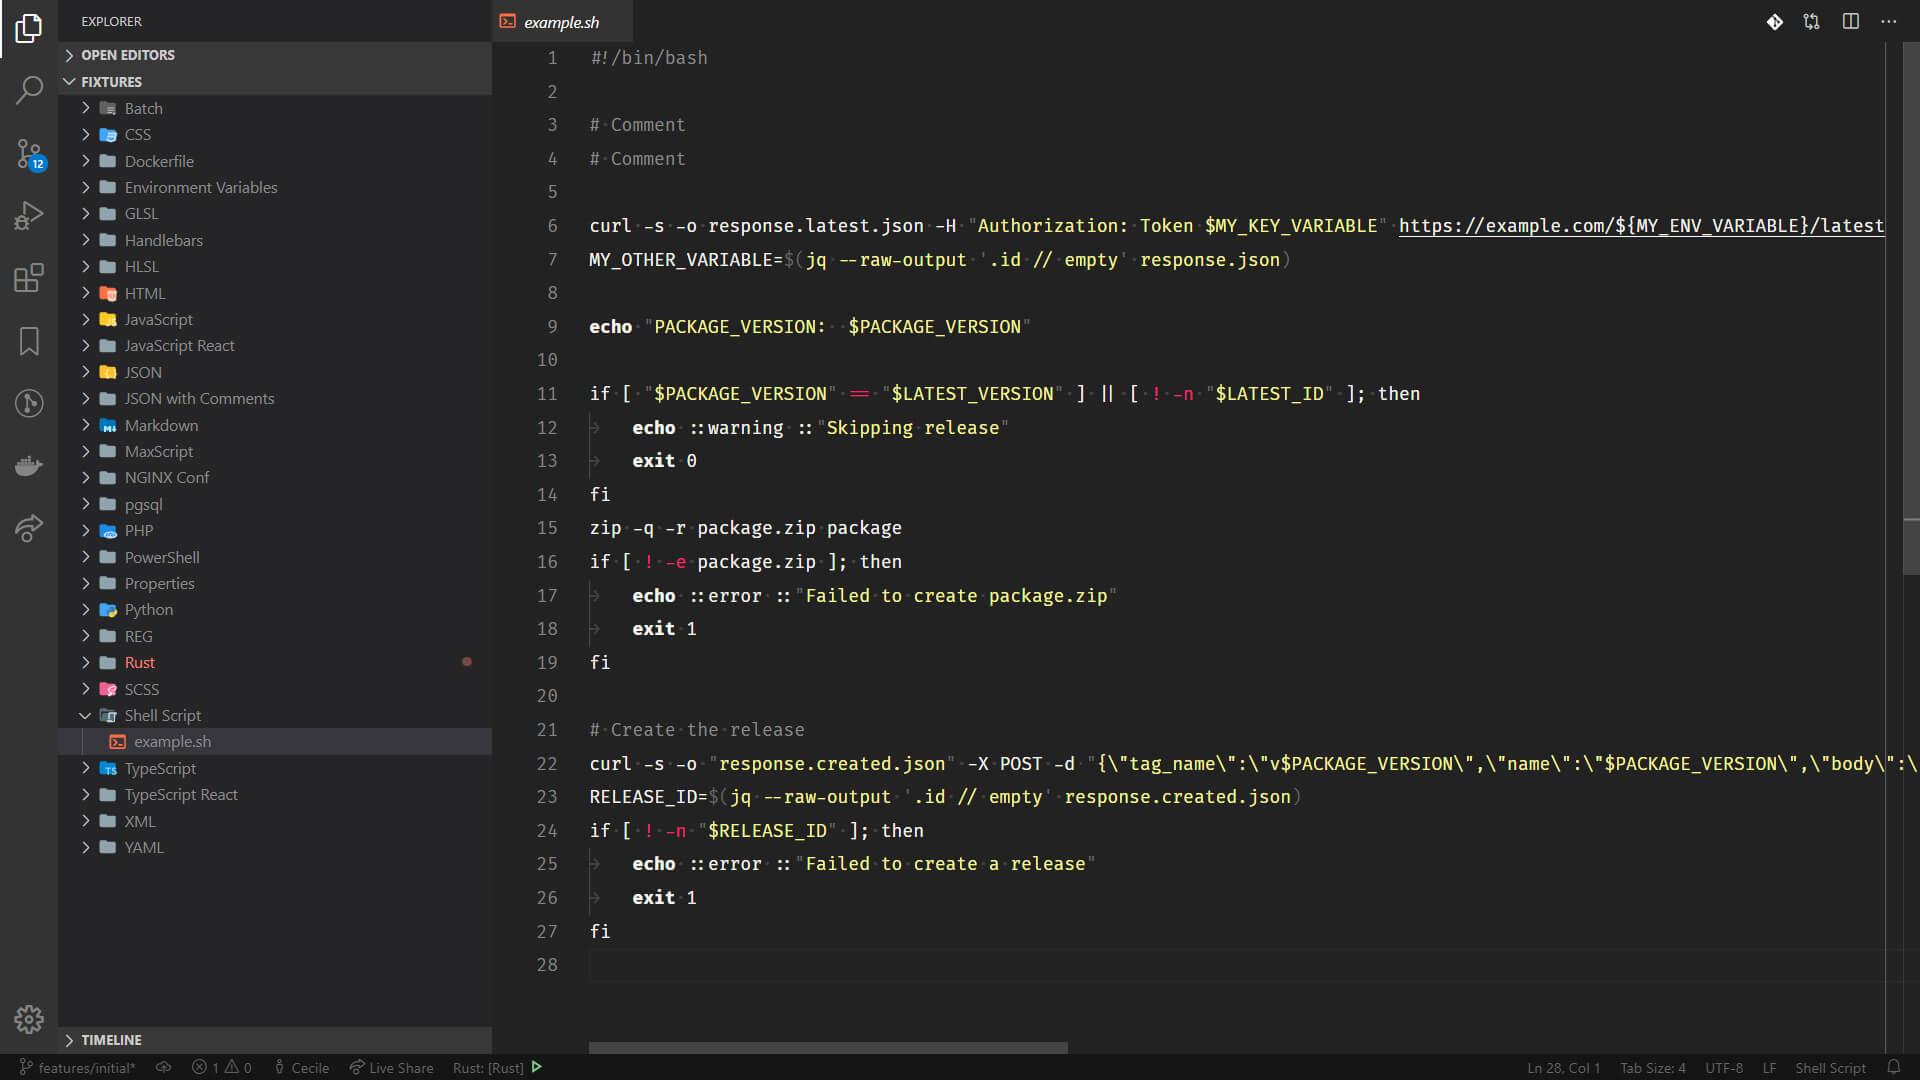 EXPLORER
OPEN EDITORS
FIXTURES
Batch
CSS
Dockerfile
Environment Variables
GLSL
Handlebars
HLSL
HTML
JavaScript
JavaScript React
JSON
JSON with Comments
Markdown
MaxScript
NGINX Conf
pgsql
PHP
PowerShell
Properties
Python
REG
Rust
SCSS
Shell Script
example.sh
TypeScript
TypeScript React
XML
YAML
TIMELINE
12
example.sh
1 #!/bin/bash
2
3 # Comment
4 # Comment
5
6 curl -s -o response.latest.json -H "Authorization: Token $MY_KEY_VARIABLE" https://example.com/${MY_ENV_VARIABLE}/latest
7 MY_OTHER_VARIABLE=$(jq --raw-output '.id // empty' response.json)
8
9 echo "PACKAGE_VERSION:  $PACKAGE_VERSION"
10
11 if [ "$PACKAGE_VERSION" == "$LATEST_VERSION" ] || [ ! -n "$LATEST_ID" ]; then
12 echo ::warning ::"Skipping release"
13 exit 0
14 fi
15 zip -q -r package.zip package
16 if [ ! -e package.zip ]; then
17 echo ::error ::"Failed to create package.zip"
18 exit 1
19 fi
20
21 # Create the release
22 curl -s -o "response.created.json" -X POST -d "{\"tag_name\":\"v$PACKAGE_VERSION\",\"name\":\"$PACKAGE_VERSION\",\"body\":\
23 RELEASE_ID=$(jq --raw-output '.id // empty' response.created.json)
24 if [ ! -n "$RELEASE_ID" ]; then
25 echo ::error ::"Failed to create a release"
26 exit 1
27 fi
28
features/initial* 1 0 Cecile Live Share Rust: [Rust] Ln 28, Col 1 Tab Size: 4 UTF-8 LF Shell Script